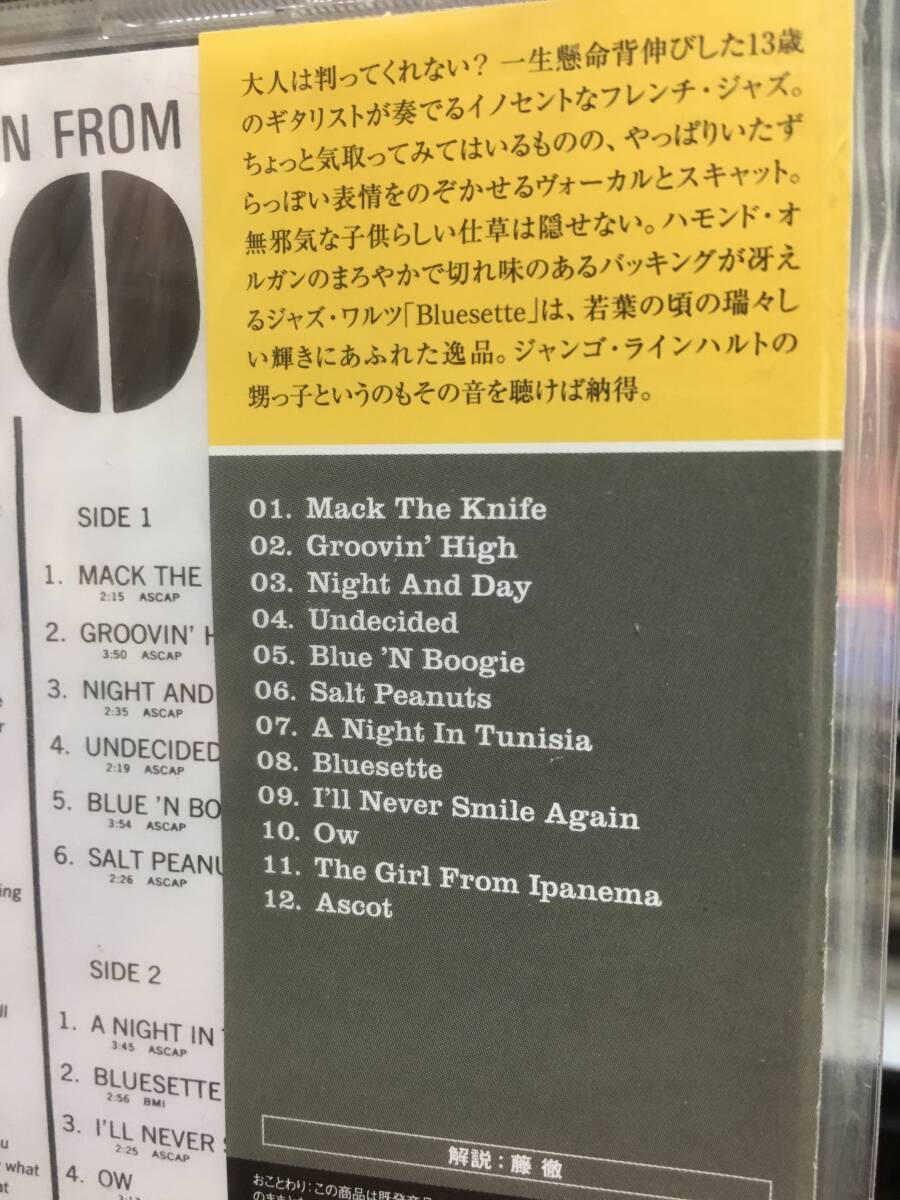 N FROM
大人は判ってくれない? 一生懸命背伸びした13歳
のギタリストが奏でるイノセントなフレンチ・ジャズ。
ちょっと気取ってみてはいるものの、やっぱりいたず
らっぽい表情をのぞかせるヴォーカルとスキャット。
無邪気な子供らしい仕草は隠せない。ハモンド・オ
ルガンのまろやかで切れ味のあるバッキングが冴え
るジャズ・ワルツ「Bluesette」は、若葉の頃の瑞々し
い輝きにあふれた逸品。ジャンゴ・ラインハルトの
甥っ子というのもその音を聴けば納得。
01. Mack The Knife
02. Groovin' High
03. Night And Day
04. Undecided
05. Blue 'N Boogie
06. Salt Peanuts
07. A Night In Tunisia
08. Bluesette
09. I'll Never Smile Again
10. Ow
11. The Girl From Ipanema
12. Ascot
解説:藤 徹
おことわり:この商品は既発商品
SIDE 1
1. MACK THE
2:15 ASCAP
2. GROOVIN' H
3:50 ASCAP
3. NIGHT AND
2:35 ASCAP
4. UNDECIDED
2:19 ASCAP
5. BLUE 'N BO
3:54 ASCAP
6. SALT PEANU
2:26 ASCAP
SIDE 2
1. A NIGHT IN
3:45 ASCAP
2. BLUESETTE
2:56 BMI
3. I'LL NEVER S
2:25 ASCAP
4. OW
ing
ll
u
what
at